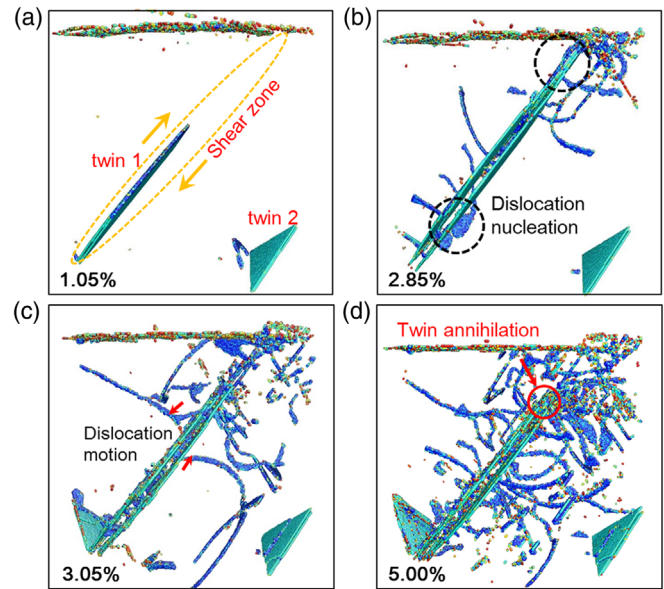 (a)
Shear zone
twin 1
twin 2
1.05%
(b)
Dislocation
nucleation
2.85%
(c)
Dislocation
motion
3.05%
(d)
Twin annihilation
5.00%